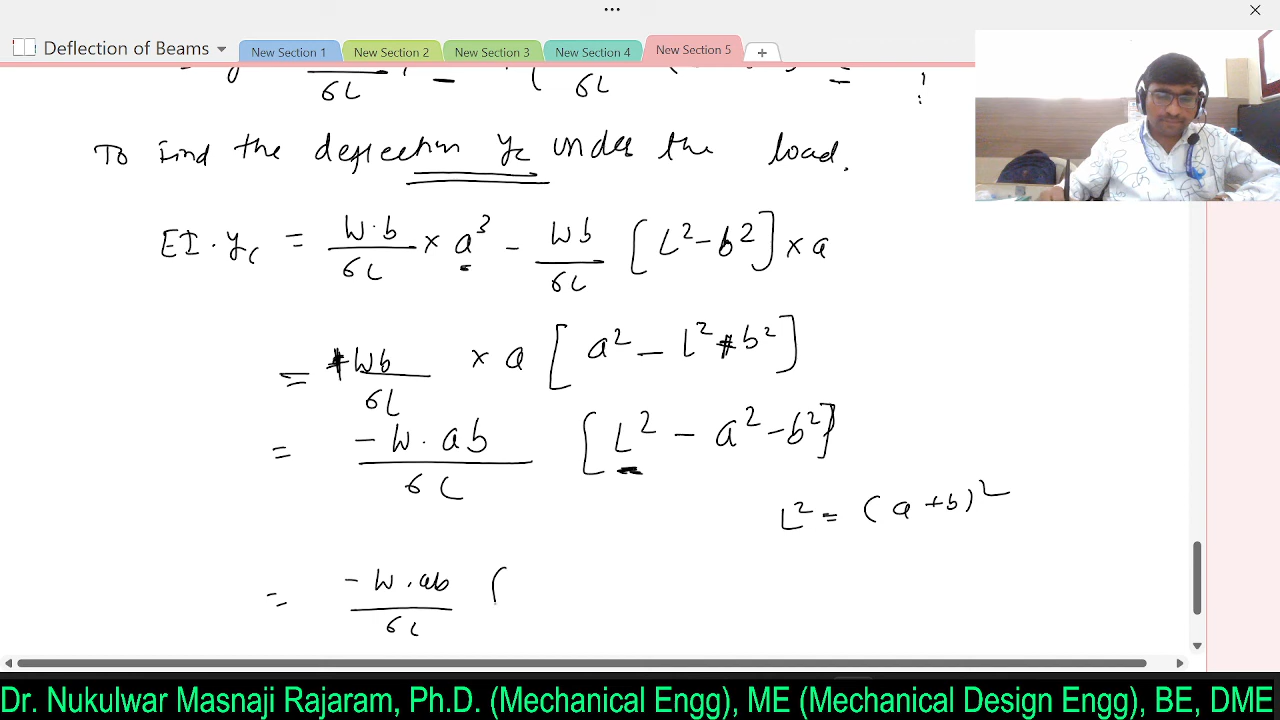 Deflection of Beams
New Section 1 New Section 2 New Section 3 New Section 4 New Section 5 +
6L 6L
To find the deflection yc under the load.
EI. yc = W.b/6L × a³ - Wb/6L [L²-b²] × a
= Wb/6L × a [a² - L² + b²]
= -W.ab/6L [L² - a² - b²]
L² = (a+b)²
= -W.ab/6L (
Dr. Nukulwar Masnaji Rajaram, Ph.D. (Mechanical Engg), ME (Mechanical Design Engg), BE, DME